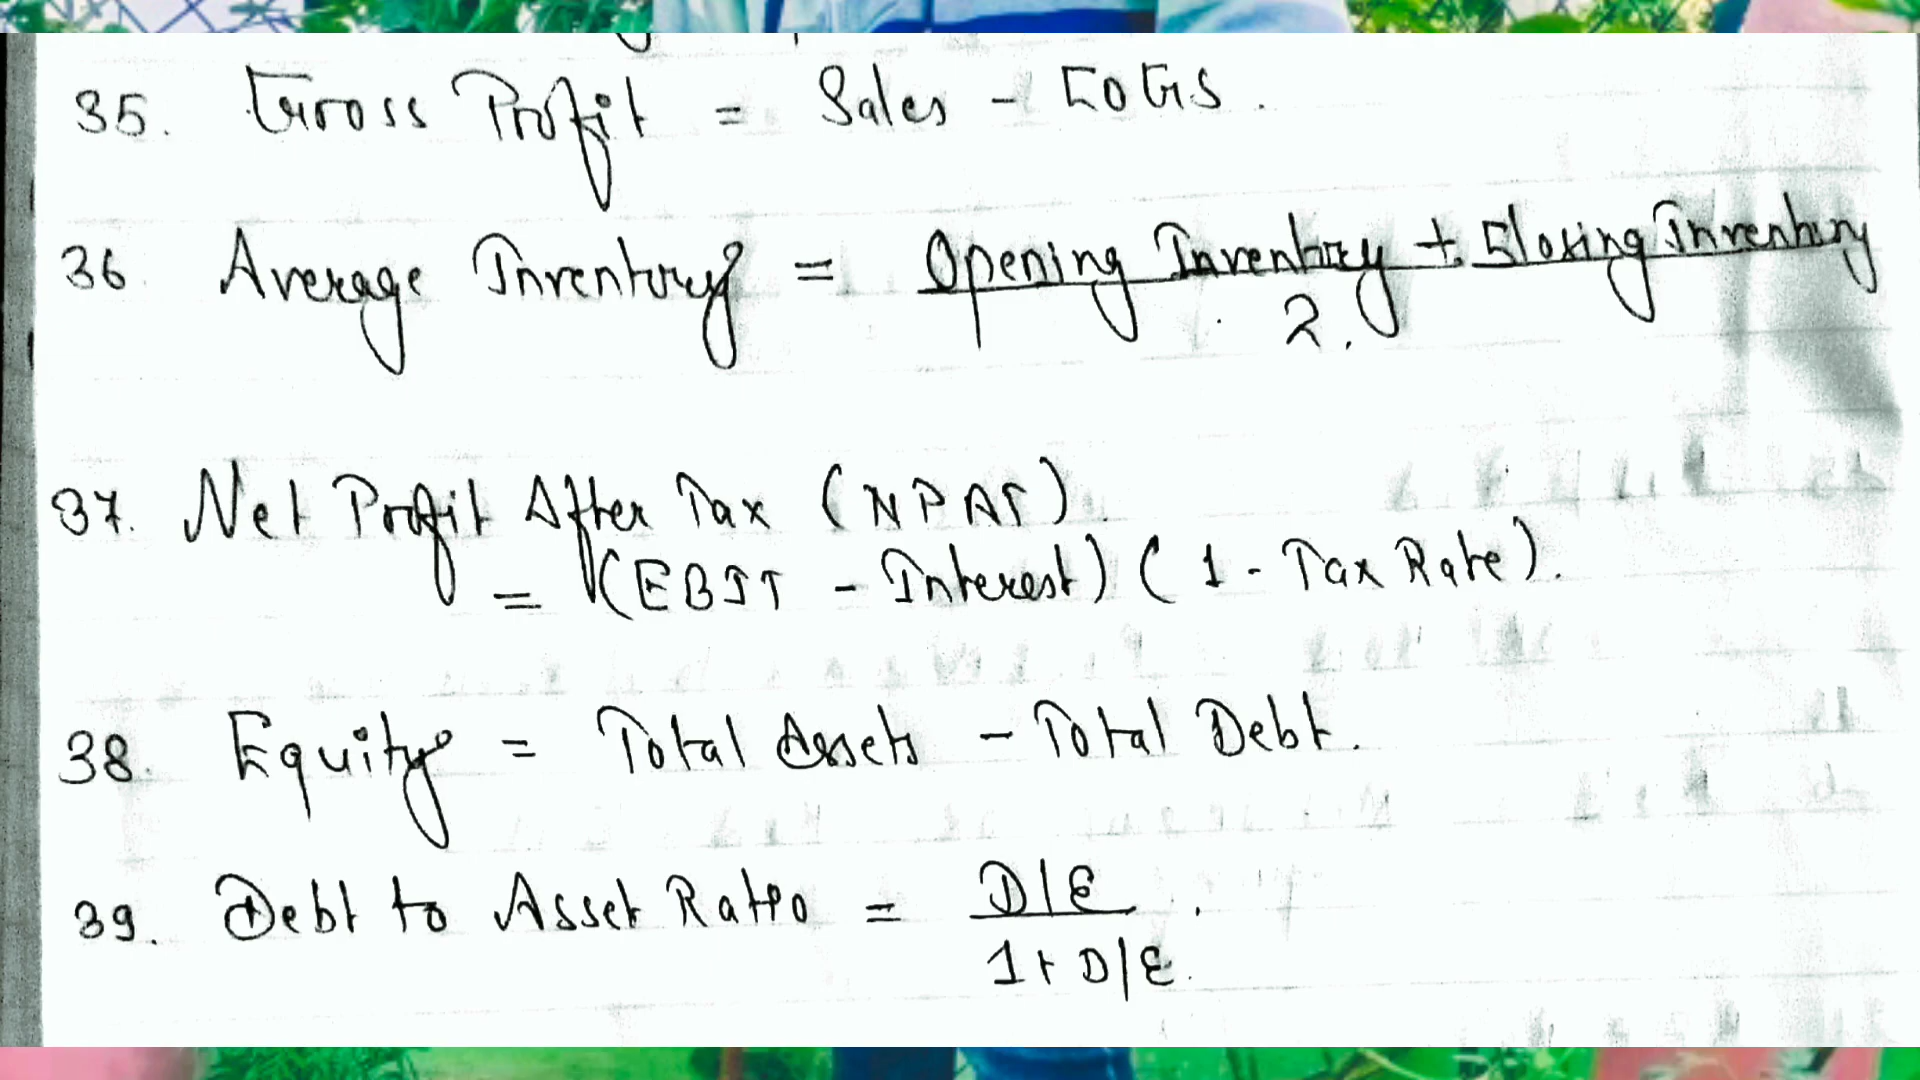 35. Gross Profit = Sales - COGS.
36. Average Inventory = Opening Inventory + Closing Inventory
2.
37. Net Profit After Tax (NPAT).
= (EBIT - Interest) (1 - Tax Rate).
38. Equity = Total Assets - Total Debt.
39. Debt to Asset Ratio = D/E.
1+D/E.